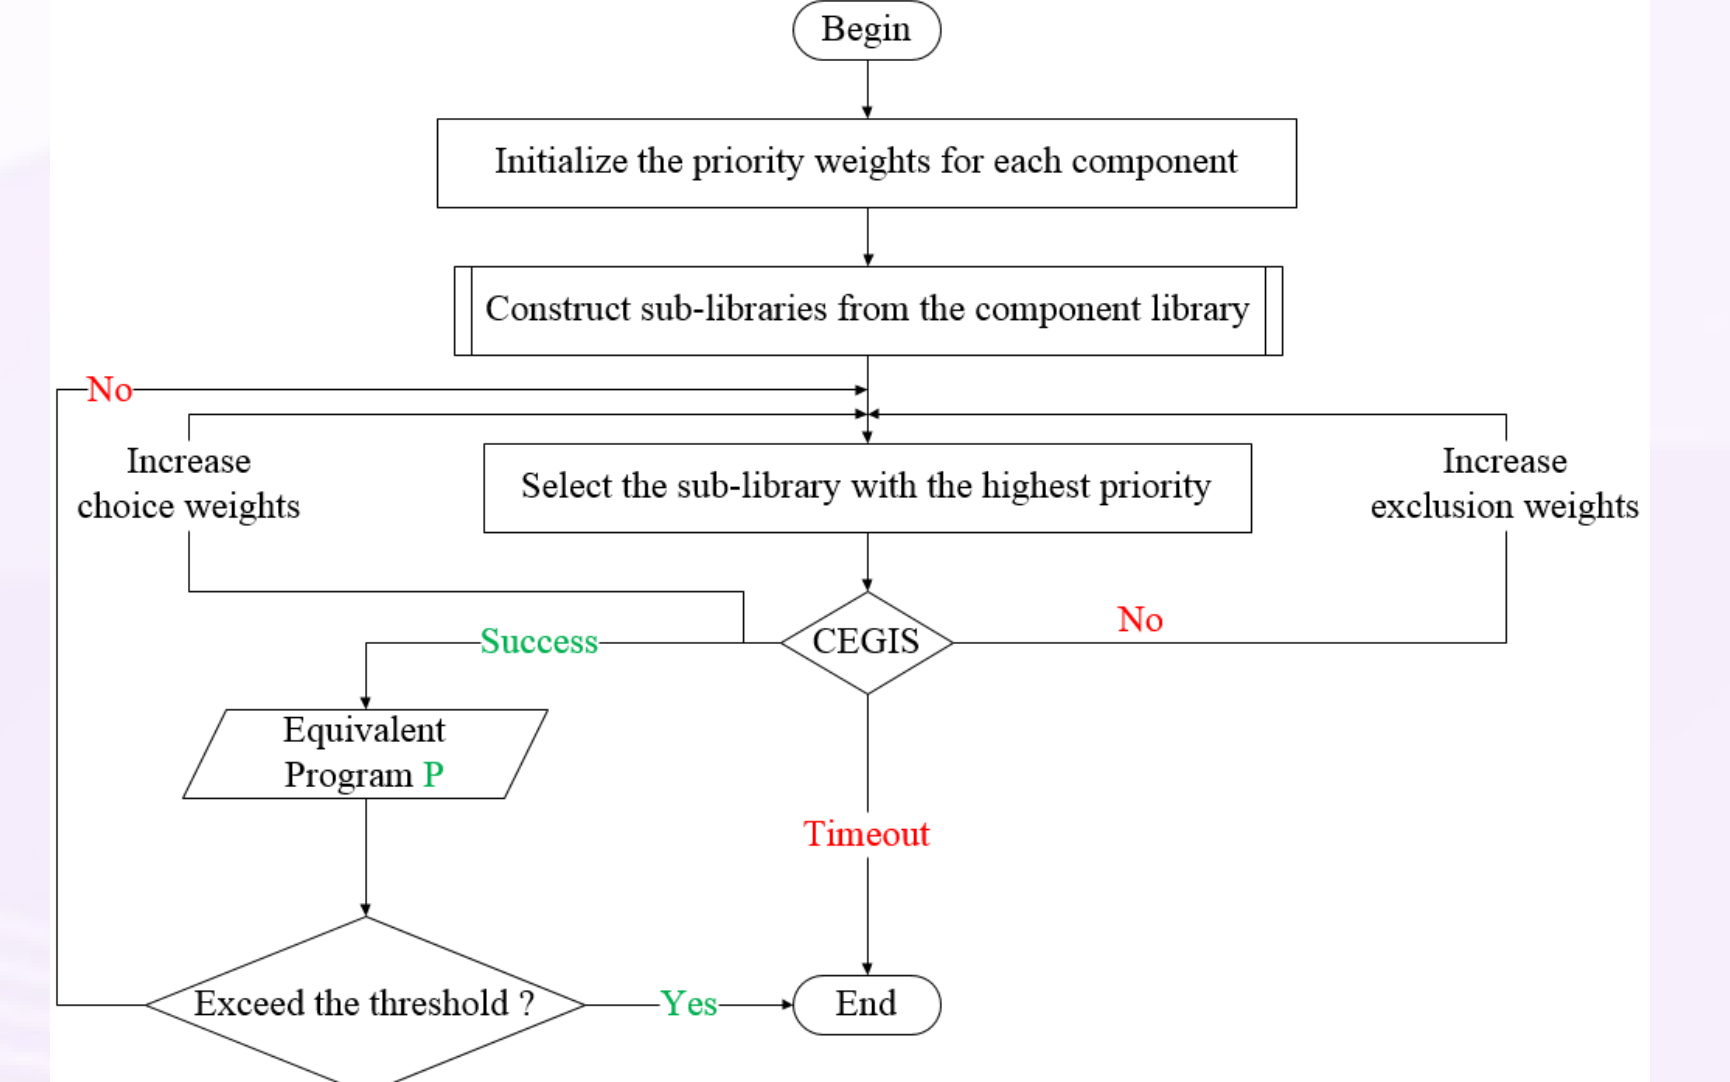 Begin
Initialize the priority weights for each component
Construct sub-libraries from the component library
No
Increase
choice weights
Select the sub-library with the highest priority
Increase
exclusion weights
No
Success
CEGIS
Equivalent
Program P
Timeout
Exceed the threshold ?
Yes
End